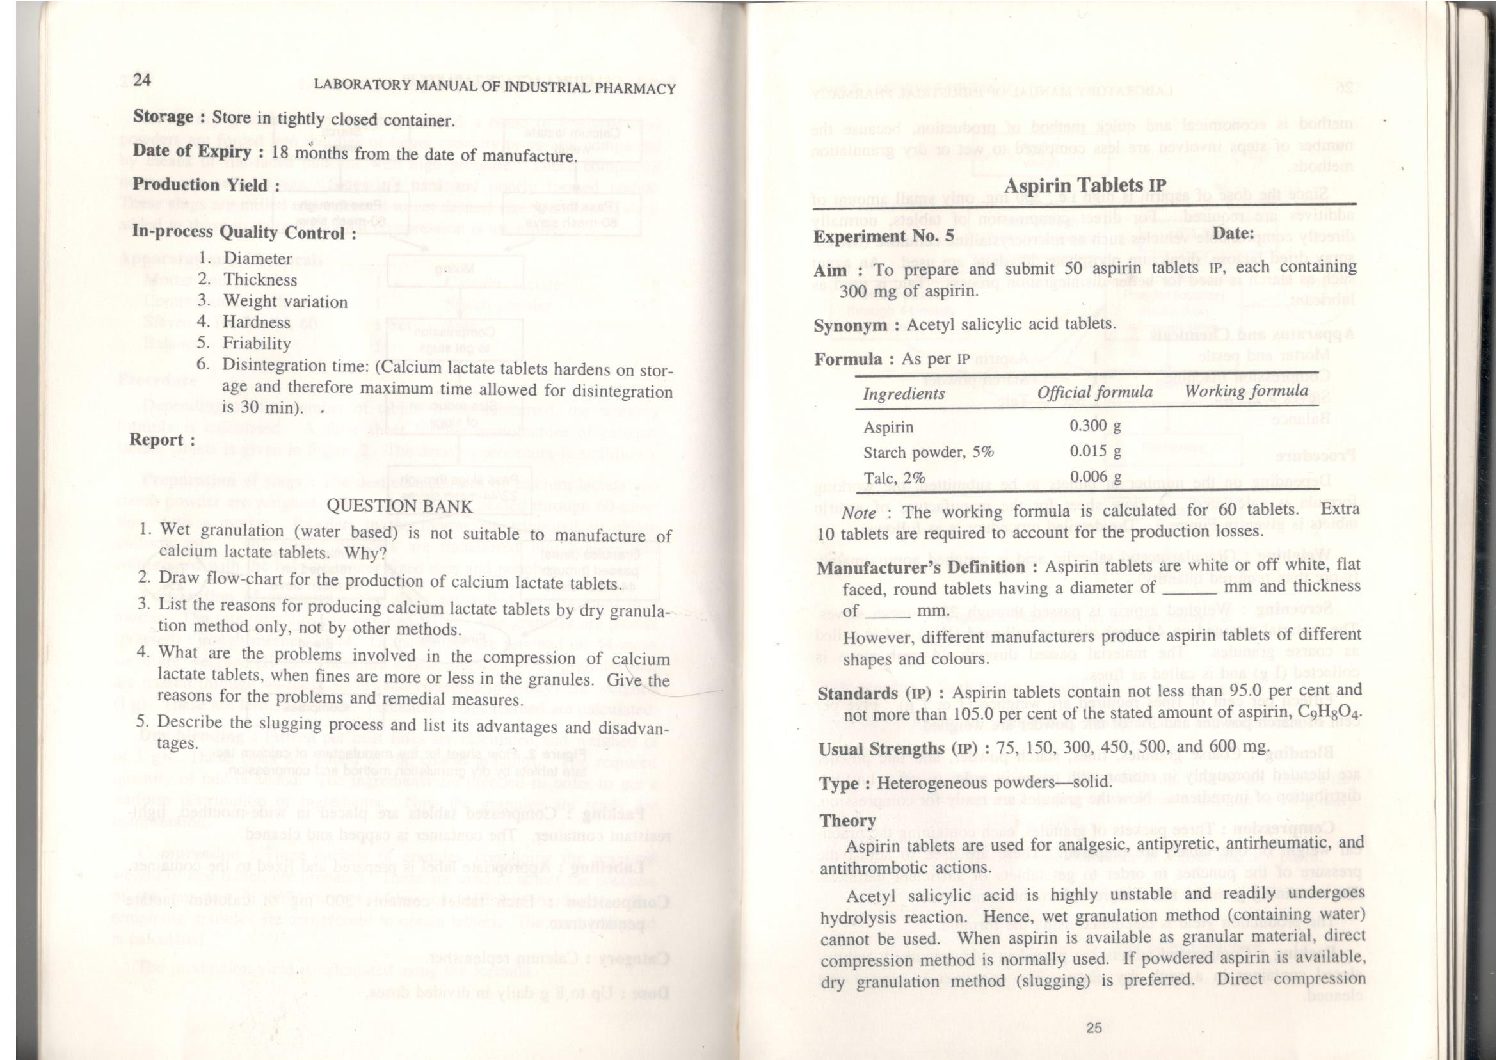 24 LABORATORY MANUAL OF INDUSTRIAL PHARMACY
Storage : Store in tightly closed container.
Date of Expiry : 18 months from the date of manufacture.
Production Yield :
In-process Quality Control :
1. Diameter
2. Thickness
3. Weight variation
4. Hardness
5. Friability
6. Disintegration time: (Calcium lactate tablets hardens on stor-
age and therefore maximum time allowed for disintegration
is 30 min).
Report :
QUESTION BANK
1. Wet granulation (water based) is not suitable to manufacture of
calcium lactate tablets. Why?
2. Draw flow-chart for the production of calcium lactate tablets.
3. List the reasons for producing calcium lactate tablets by dry granula-
tion method only, not by other methods.
4. What are the problems involved in the compression of calcium
lactate tablets, when fines are more or less in the granules. Give the
reasons for the problems and remedial measures.
5. Describe the slugging process and list its advantages and disadvan-
tages.
Aspirin Tablets IP
Experiment No. 5 Date:
Aim : To prepare and submit 50 aspirin tablets IP, each containing
300 mg of aspirin.
Synonym : Acetyl salicylic acid tablets.
Formula : As per IP
Ingredients Official formula Working formula
Aspirin 0.300 g
Starch powder, 5% 0.015 g
Talc, 2% 0.006 g
Note : The working formula is calculated for 60 tablets. Extra
10 tablets are required to account for the production losses.
Manufacturer's Definition : Aspirin tablets are white or off white, flat
faced, round tablets having a diameter of ______ mm and thickness
of _____ mm.
However, different manufacturers produce aspirin tablets of different
shapes and colours.
Standards (IP) : Aspirin tablets contain not less than 95.0 per cent and
not more than 105.0 per cent of the stated amount of aspirin, C₉H₈O₄.
Usual Strengths (IP) : 75, 150, 300, 450, 500, and 600 mg.
Type : Heterogeneous powders—solid.
Theory
Aspirin tablets are used for analgesic, antipyretic, antirheumatic, and
antithrombotic actions.
Acetyl salicylic acid is highly unstable and readily undergoes
hydrolysis reaction. Hence, wet granulation method (containing water)
cannot be used. When aspirin is available as granular material, direct
compression method is normally used. If powdered aspirin is available,
dry granulation method (slugging) is preferred. Direct compression
25